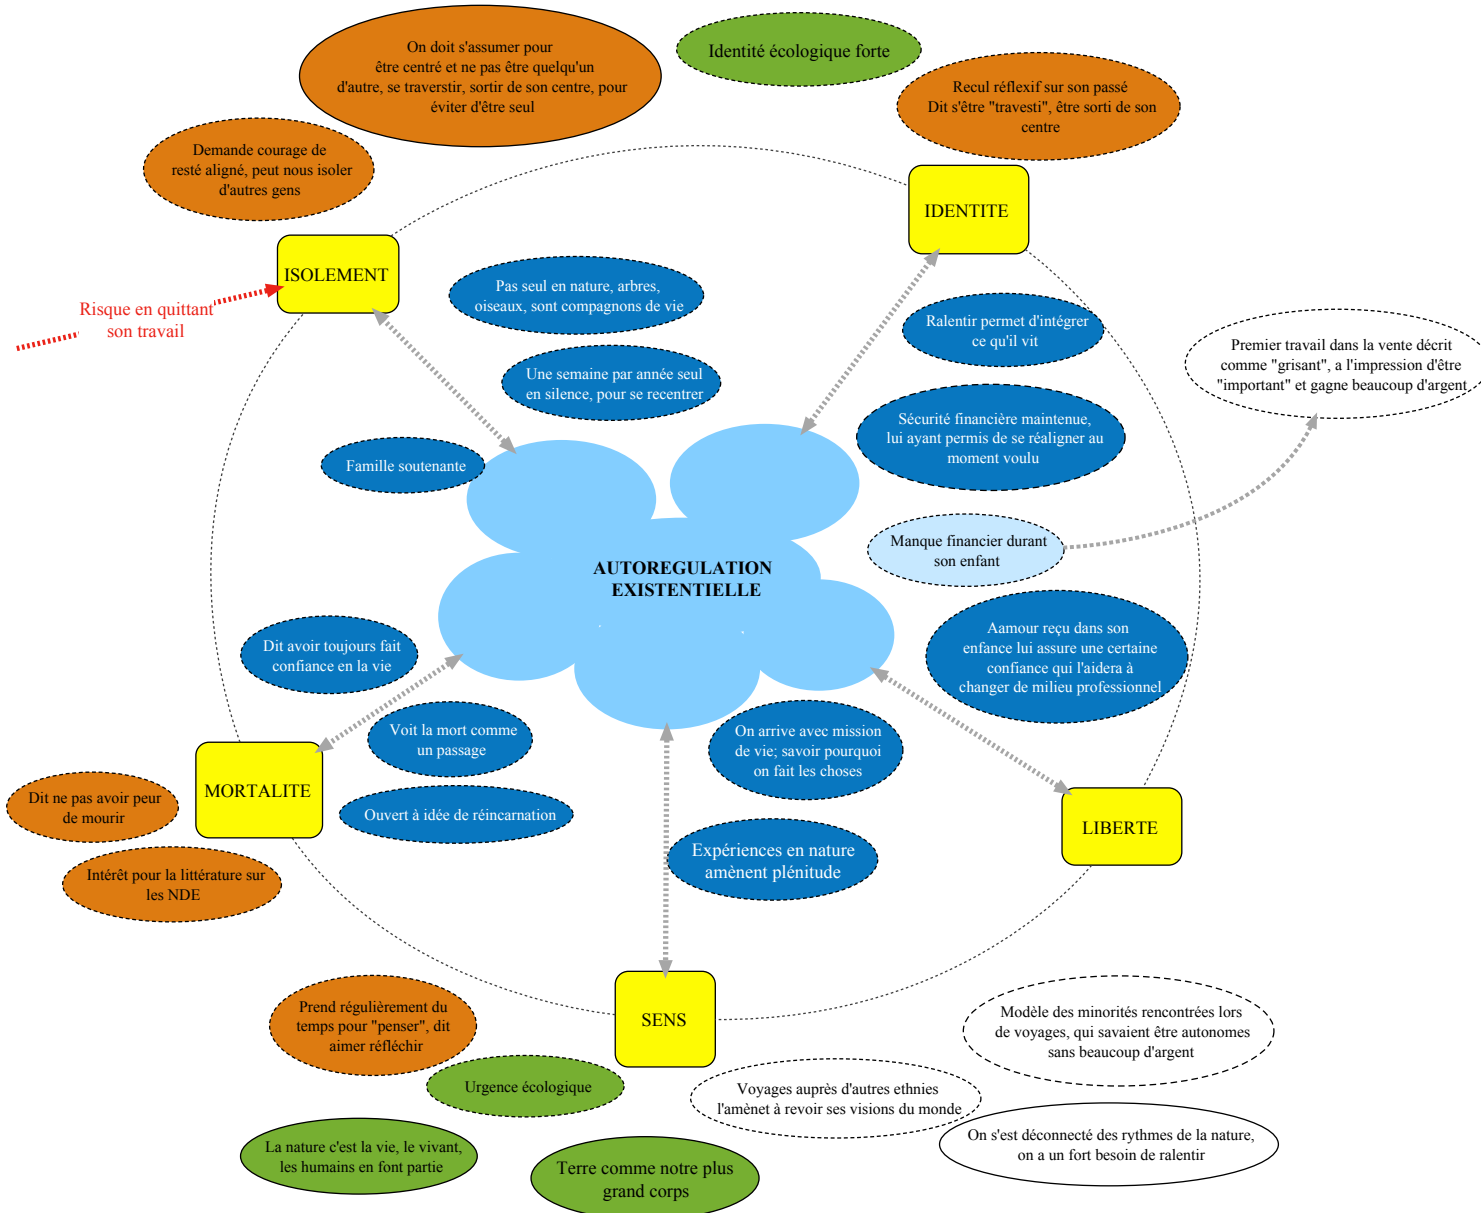 On doit s'assumer pour
être centré et ne pas être quelqu'un
d'autre, se traverstir, sortir de son centre, pour
éviter d'être seul
Identité écologique forte
Recul réflexif sur son passé
Dit s'être "travesti", être sorti de son
centre
Demande courage de
resté aligné, peut nous isoler
d'autres gens
IDENTITE
ISOLEMENT
Risque en quittant
son travail
Pas seul en nature, arbres,
oiseaux, sont compagnons de vie
Ralentir permet d'intégrer
ce qu'il vit
Premier travail dans la vente décrit
comme "grisant", a l'impression d'être
"important" et gagne beaucoup d'argent
Une semaine par année seul
en silence, pour se recentrer
Sécurité financière maintenue,
lui ayant permis de se réaligner au
moment voulu
Famille soutenante
Manque financier durant
son enfant
AUTOREGULATION
EXISTENTIELLE
Dit avoir toujours fait
confiance en la vie
Aamour reçu dans son
enfance lui assure une certaine
confiance qui l'aidera à
changer de milieu professionnel
Voit la mort comme
un passage
On arrive avec mission
de vie; savoir pourquoi
on fait les choses
MORTALITE
Dit ne pas avoir peur
de mourir
Ouvert à idée de réincarnation
LIBERTE
Expériences en nature
amènent plénitude
Intérêt pour la littérature sur
les NDE
Prend régulièrement du
temps pour "penser", dit
aimer réfléchir
SENS
Modèle des minorités rencontrées lors
de voyages, qui savaient être autonomes
sans beaucoup d'argent
Urgence écologique
Voyages auprès d'autres ethnies
l'amènet à revoir ses visions du monde
La nature c'est la vie, le vivant,
les humains en font partie
Terre comme notre plus
grand corps
On s'est déconnecté des rythmes de la nature,
on a un fort besoin de ralentir